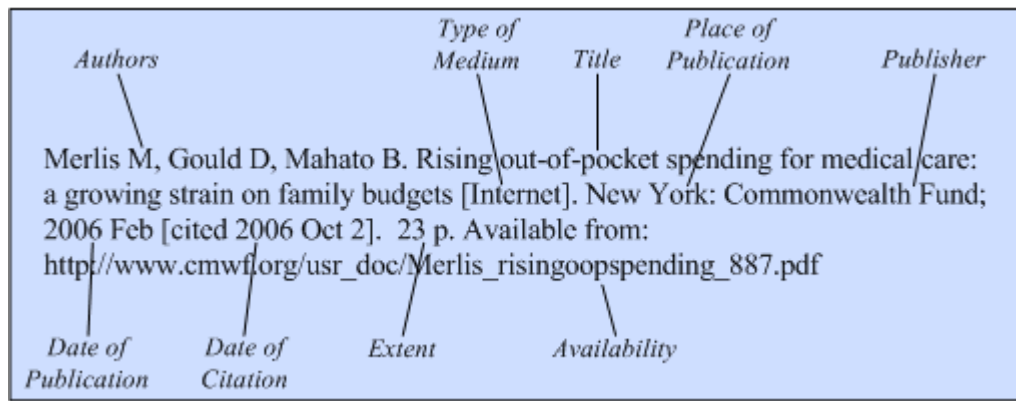 Type of Place of
Authors Medium Title Publication Publisher
Merlis M, Gould D, Mahato B. Rising out-of-pocket spending for medical care:
a growing strain on family budgets [Internet]. New York: Commonwealth Fund;
2006 Feb [cited 2006 Oct 2].  23 p. Available from:
http://www.cmwf.org/usr_doc/Merlis_risingoopspending_887.pdf
Date of Date of Extent Availability
Publication Citation